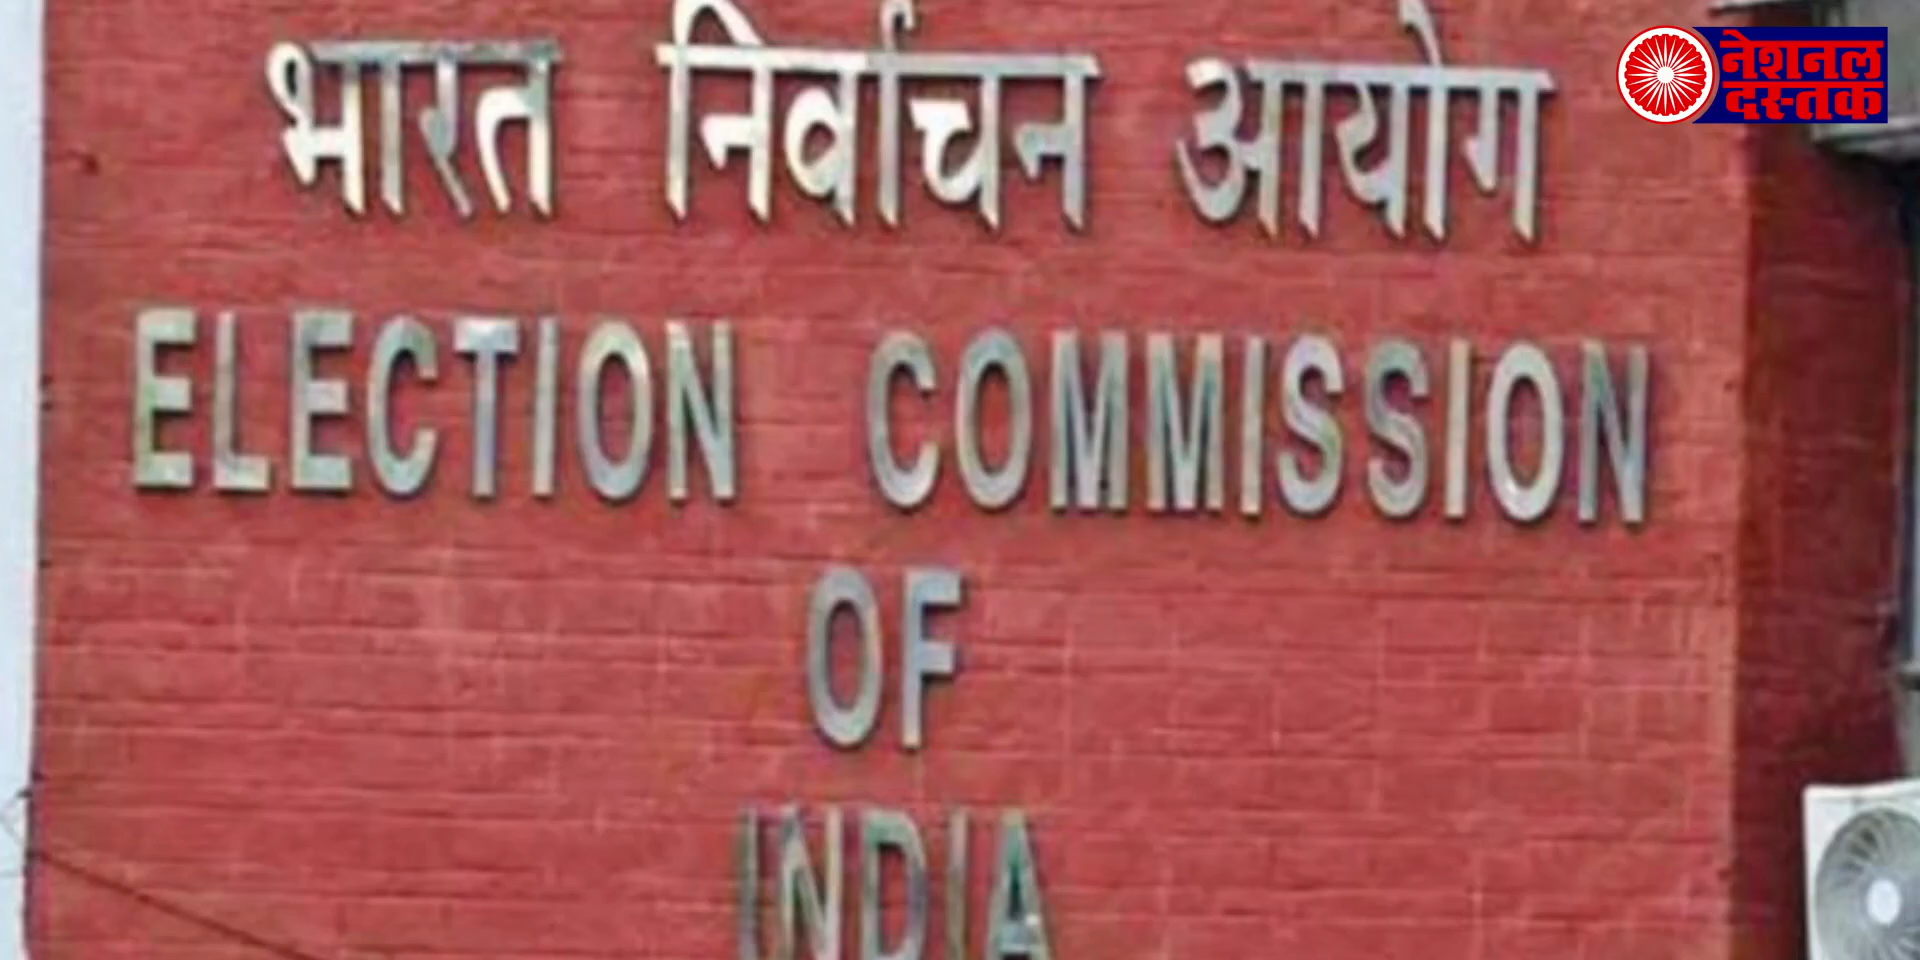 भारत निर्वाचन आयोग
नेशनल
दस्तक
ELECTION COMMISSION
OF
INDIA